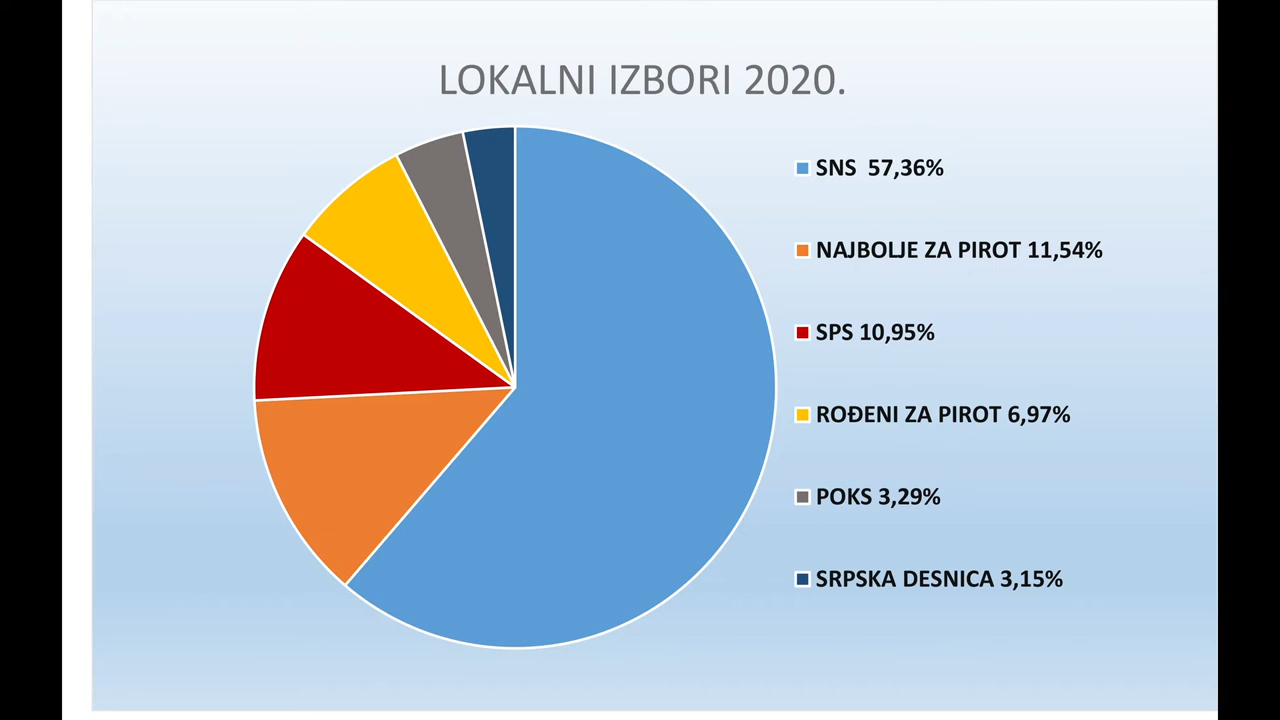 LOKALNI IZBORI 2020.
SNS  57,36%
NAJBOLJE ZA PIROT 11,54%
SPS 10,95%
ROĐENI ZA PIROT 6,97%
POKS 3,29%
SRPSKA DESNICA 3,15%